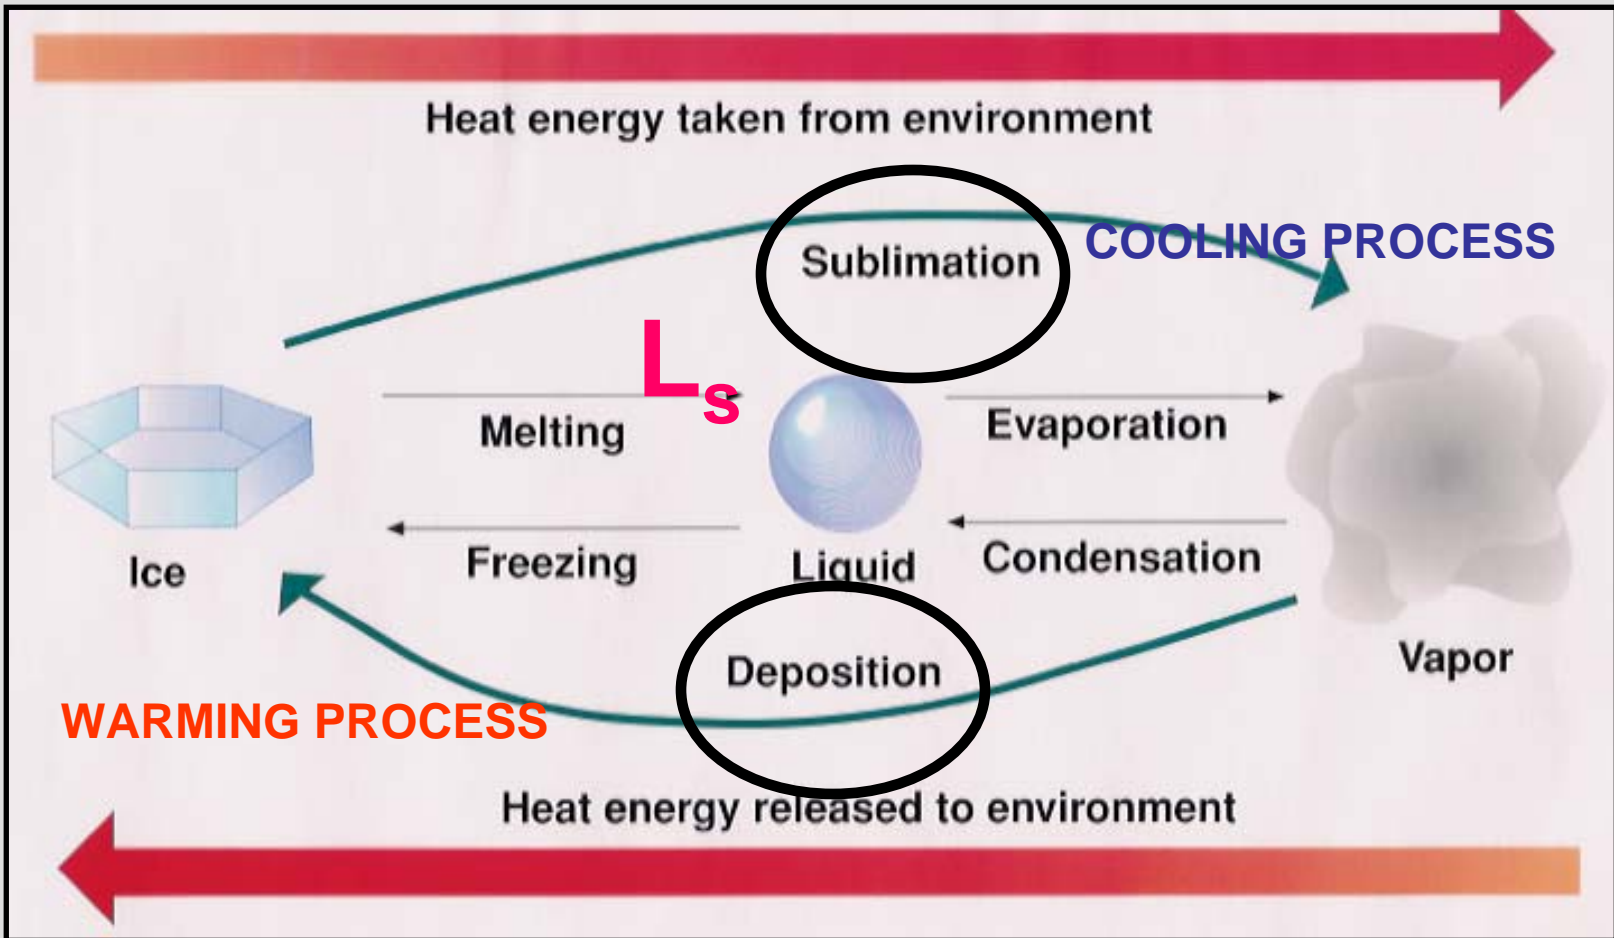 Heat energy taken from environment
Sublimation
COOLING PROCESS
Ls
Melting
Evaporation
Ice
Freezing
Liquid
Condensation
Vapor
Deposition
WARMING PROCESS
Heat energy released to environment